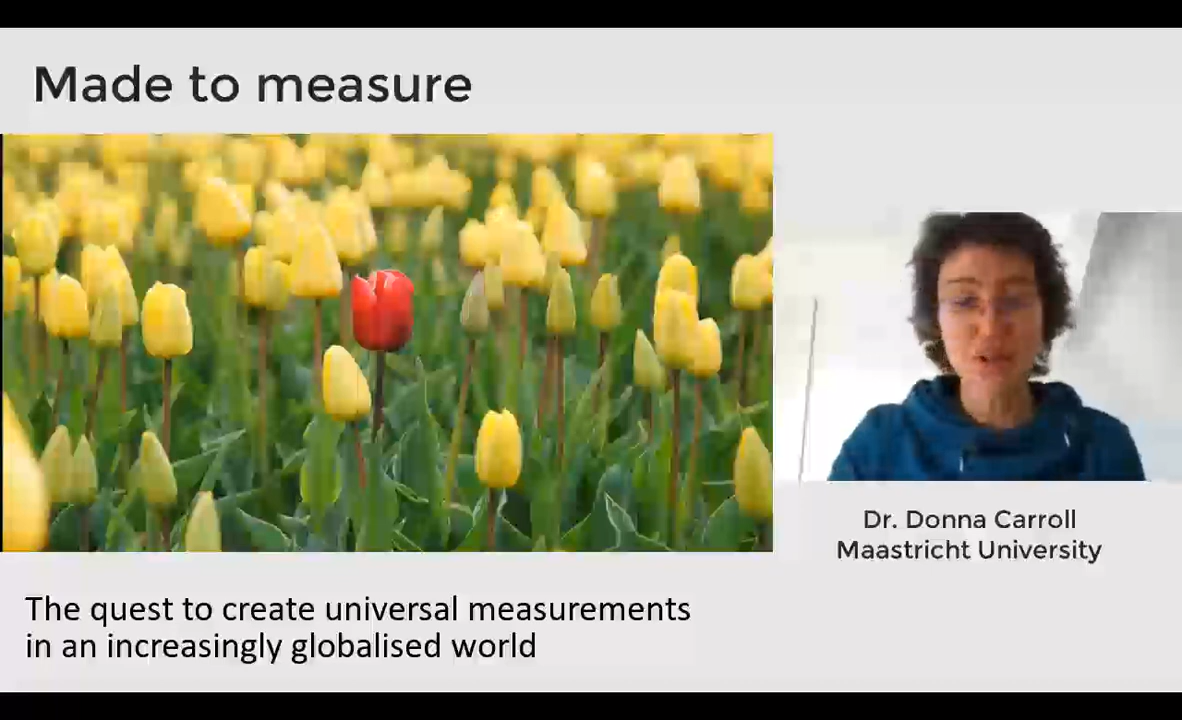 Made to measure
Dr. Donna Carroll
Maastricht University
The quest to create universal measurements
in an increasingly globalised world